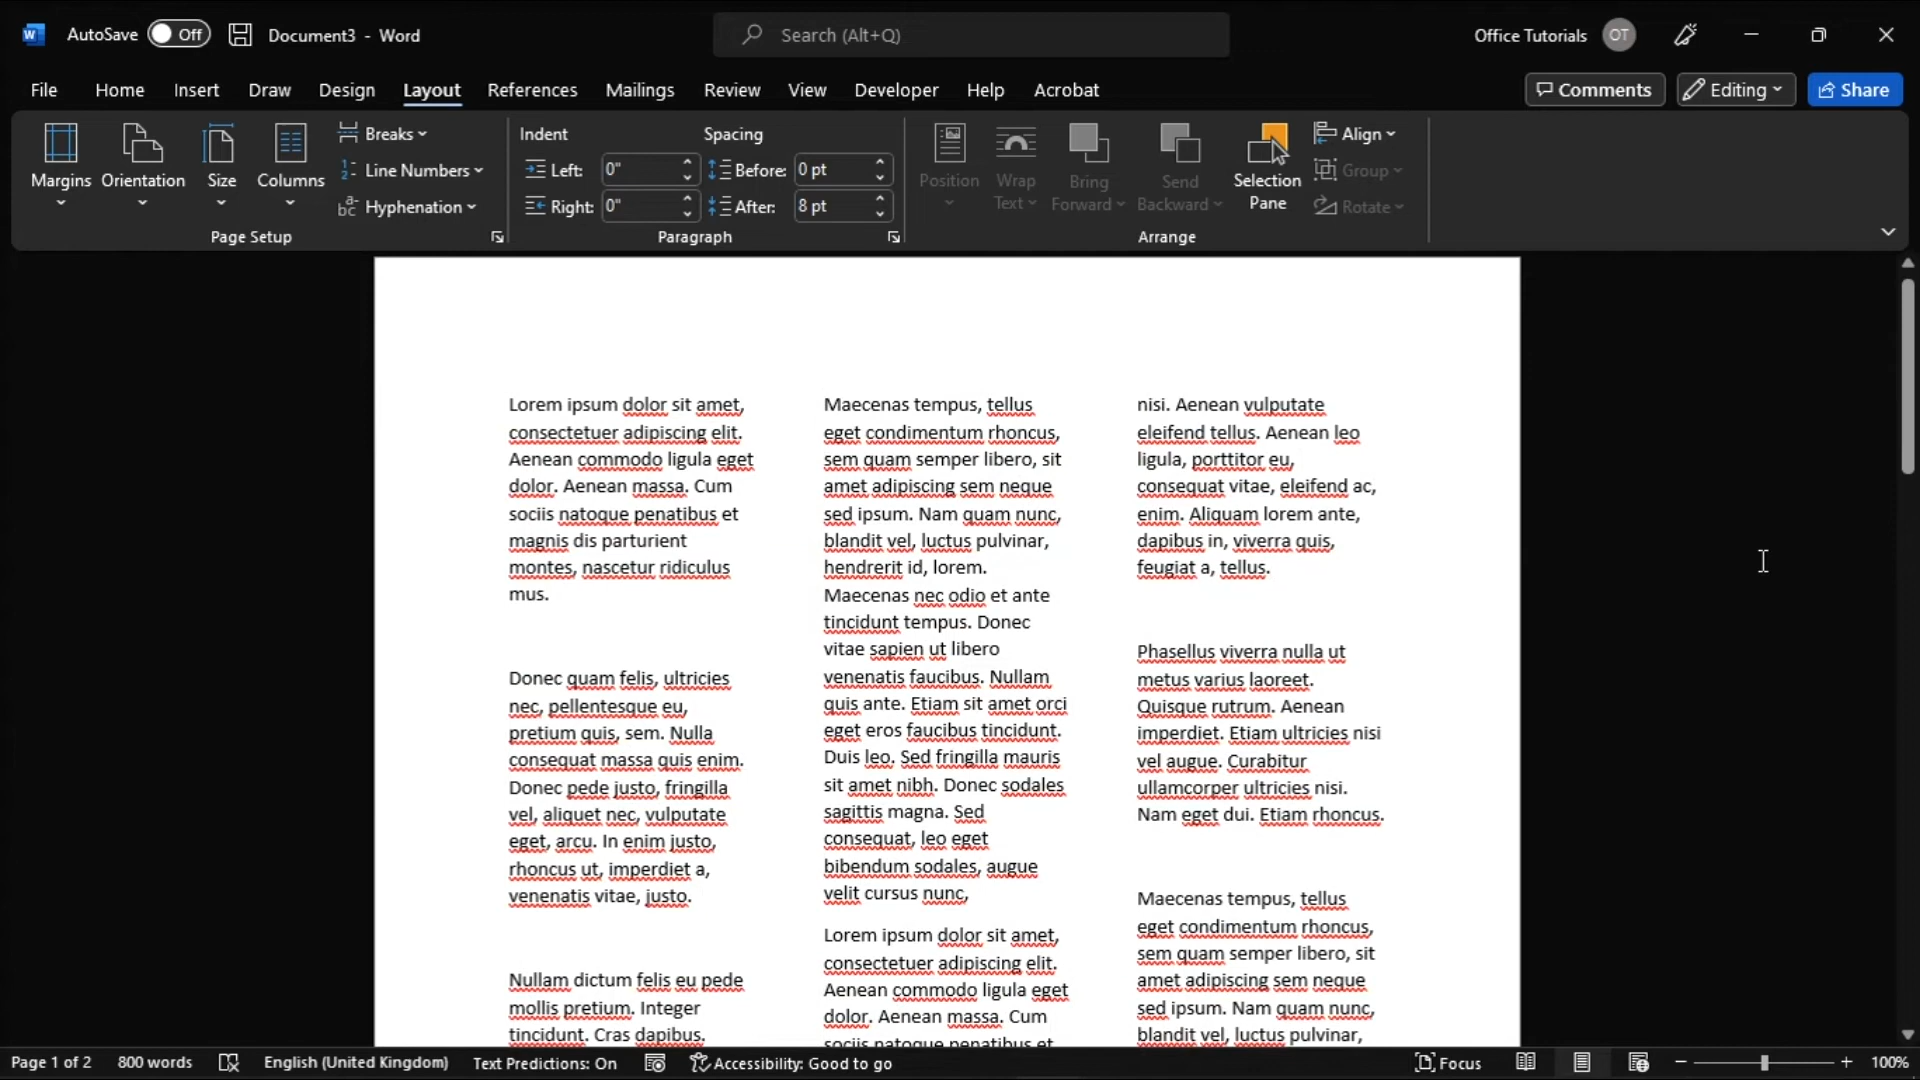 AutoSave Off Document3 - Word
Search (Alt+Q)
Office Tutorials OT
File Home Insert Draw Design Layout References Mailings Review View Developer Help Acrobat
Comments Editing Share
Margins Orientation Size Columns
Breaks
Line Numbers
Hyphenation
Page Setup
Indent Spacing
Left: 0" Before: 0 pt
Right: 0" After: 8 pt
Paragraph
Position
Wrap Text
Bring Forward
Send Backward
Selection Pane
Align
Group
Rotate
Arrange
Lorem ipsum dolor sit amet,
consectetuer adipiscing elit.
Aenean commodo ligula eget
dolor. Aenean massa. Cum
sociis natoque penatibus et
magnis dis parturient
montes, nascetur ridiculus
mus.
Donec quam felis, ultricies
nec, pellentesque eu,
pretium quis, sem. Nulla
consequat massa quis enim.
Donec pede justo, fringilla
vel, aliquet nec, vulputate
eget, arcu. In enim justo,
rhoncus ut, imperdiet a,
venenatis vitae, justo.
Nullam dictum felis eu pede
mollis pretium. Integer
tincidunt. Cras dapibus.
Maecenas tempus, tellus
eget condimentum rhoncus,
sem quam semper libero, sit
amet adipiscing sem neque
sed ipsum. Nam quam nunc,
blandit vel, luctus pulvinar,
hendrerit id, lorem.
Maecenas nec odio et ante
tincidunt tempus. Donec
vitae sapien ut libero
venenatis faucibus. Nullam
quis ante. Etiam sit amet orci
eget eros faucibus tincidunt.
Duis leo. Sed fringilla mauris
sit amet nibh. Donec sodales
sagittis magna. Sed
consequat, leo eget
bibendum sodales, augue
velit cursus nunc,
Lorem ipsum dolor sit amet,
consectetuer adipiscing elit.
Aenean commodo ligula eget
dolor. Aenean massa. Cum
sociis natoque penatibus et
nisi. Aenean vulputate
eleifend tellus. Aenean leo
ligula, porttitor eu,
consequat vitae, eleifend ac,
enim. Aliquam lorem ante,
dapibus in, viverra quis,
feugiat a, tellus.
Phasellus viverra nulla ut
metus varius laoreet.
Quisque rutrum. Aenean
imperdiet. Etiam ultricies nisi
vel augue. Curabitur
ullamcorper ultricies nisi.
Nam eget dui. Etiam rhoncus.
Maecenas tempus, tellus
eget condimentum rhoncus,
sem quam semper libero, sit
amet adipiscing sem neque
sed ipsum. Nam quam nunc,
blandit vel, luctus pulvinar,
Page 1 of 2 800 words English (United Kingdom) Text Predictions: On Accessibility: Good to go Focus 100%